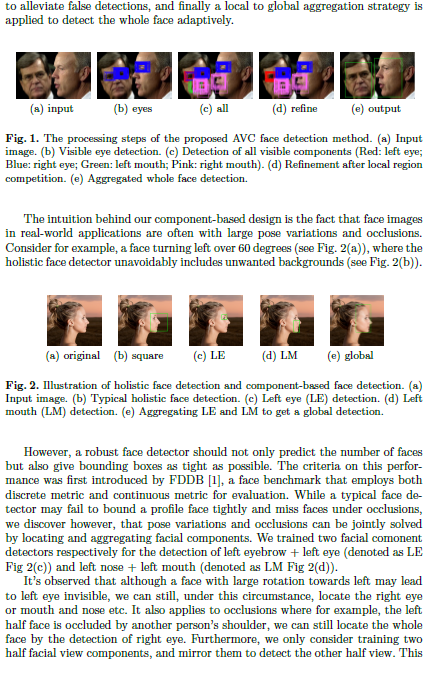 to alleviate false detections, and finally a local to global aggregation strategy is
applied to detect the whole face adaptively.
(a) input (b) eyes (c) all (d) refine (e) output
Fig. 1. The processing steps of the proposed AVC face detection method. (a) Input
image. (b) Visible eye detection. (c) Detection of all visible components (Red: left eye;
Blue: right eye; Green: left mouth; Pink: right mouth). (d) Refinement after local region
competition. (e) Aggregated whole face detection.
The intuition behind our component-based design is the fact that face images
in real-world applications are often with large pose variations and occlusions.
Consider for example, a face turning left over 60 degrees (see Fig. 2(a)), where the
holistic face detector unavoidably includes unwanted backgrounds (see Fig. 2(b)).
(a) original (b) square (c) LE (d) LM (e) global
Fig. 2. Illustration of holistic face detection and component-based face detection. (a)
Input image. (b) Typical holistic face detection. (c) Left eye (LE) detection. (d) Left
mouth (LM) detection. (e) Aggregating LE and LM to get a global detection.
However, a robust face detector should not only predict the number of faces
but also give bounding boxes as tight as possible. The criteria on this perfor-
mance was first introduced by FDDB [1], a face benchmark that employs both
discrete metric and continuous metric for evaluation. While a typical face de-
tector may fail to bound a profile face tightly and miss faces under occlusions,
we discover however, that pose variations and occlusions can be jointly solved
by locating and aggregating facial components. We trained two facial comonent
detectors respectively for the detection of left eyebrow + left eye (denoted as LE
Fig 2(c)) and left nose + left mouth (denoted as LM Fig 2(d)).
It's observed that although a face with large rotation towards left may lead
to left eye invisible, we can still, under this circumstance, locate the right eye
or mouth and nose etc. It also applies to occlusions where for example, the left
half face is occluded by another person's shoulder, we can still locate the whole
face by the detection of right eye. Furthermore, we only consider training two
half facial view components, and mirror them to detect the other half view. This